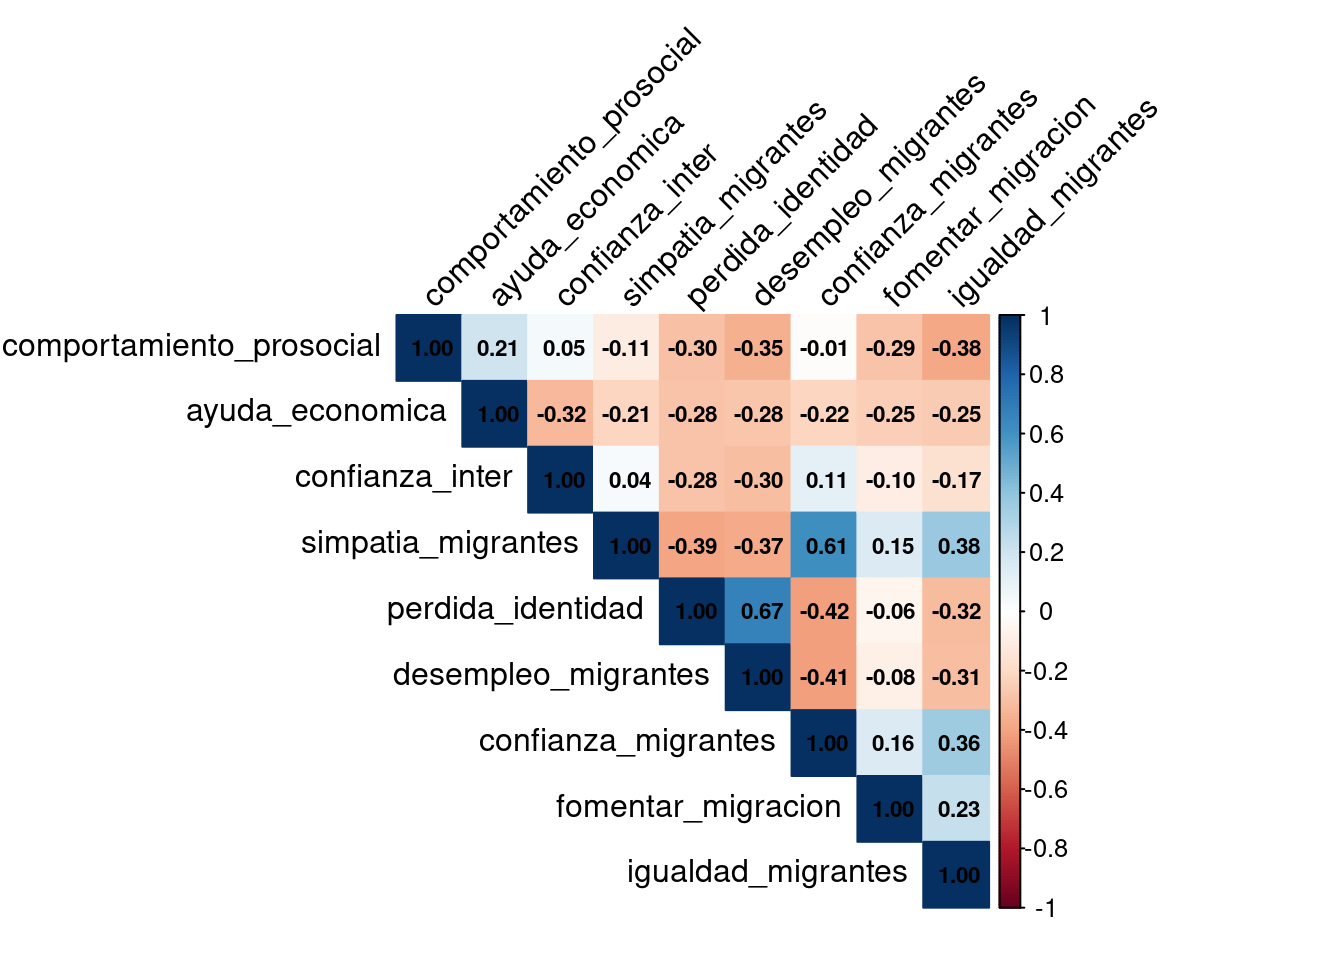 comportamiento_prosocial
ayuda_economica
confianza_inter
simpatia_migrantes
perdida_identidad
desempleo_migrantes
confianza_migrantes
fomentar_migracion
igualdad_migrantes
comportamiento_prosocial 1.00 0.21 0.05 -0.11 -0.30 -0.35 -0.01 -0.29 -0.38
ayuda_economica 1.00 -0.32 -0.21 -0.28 -0.28 -0.22 -0.25 -0.25
confianza_inter 1.00 0.04 -0.28 -0.30 0.11 -0.10 -0.17
simpatia_migrantes 1.00 -0.39 -0.37 0.61 0.15 0.38
perdida_identidad 1.00 0.67 -0.42 -0.06 -0.32
desempleo_migrantes 1.00 -0.41 -0.08 -0.31
confianza_migrantes 1.00 0.16 0.36
fomentar_migracion 1.00 0.23
igualdad_migrantes 1.00
1
0.8
0.6
0.4
0.2
0
-0.2
-0.4
-0.6
-0.8
-1